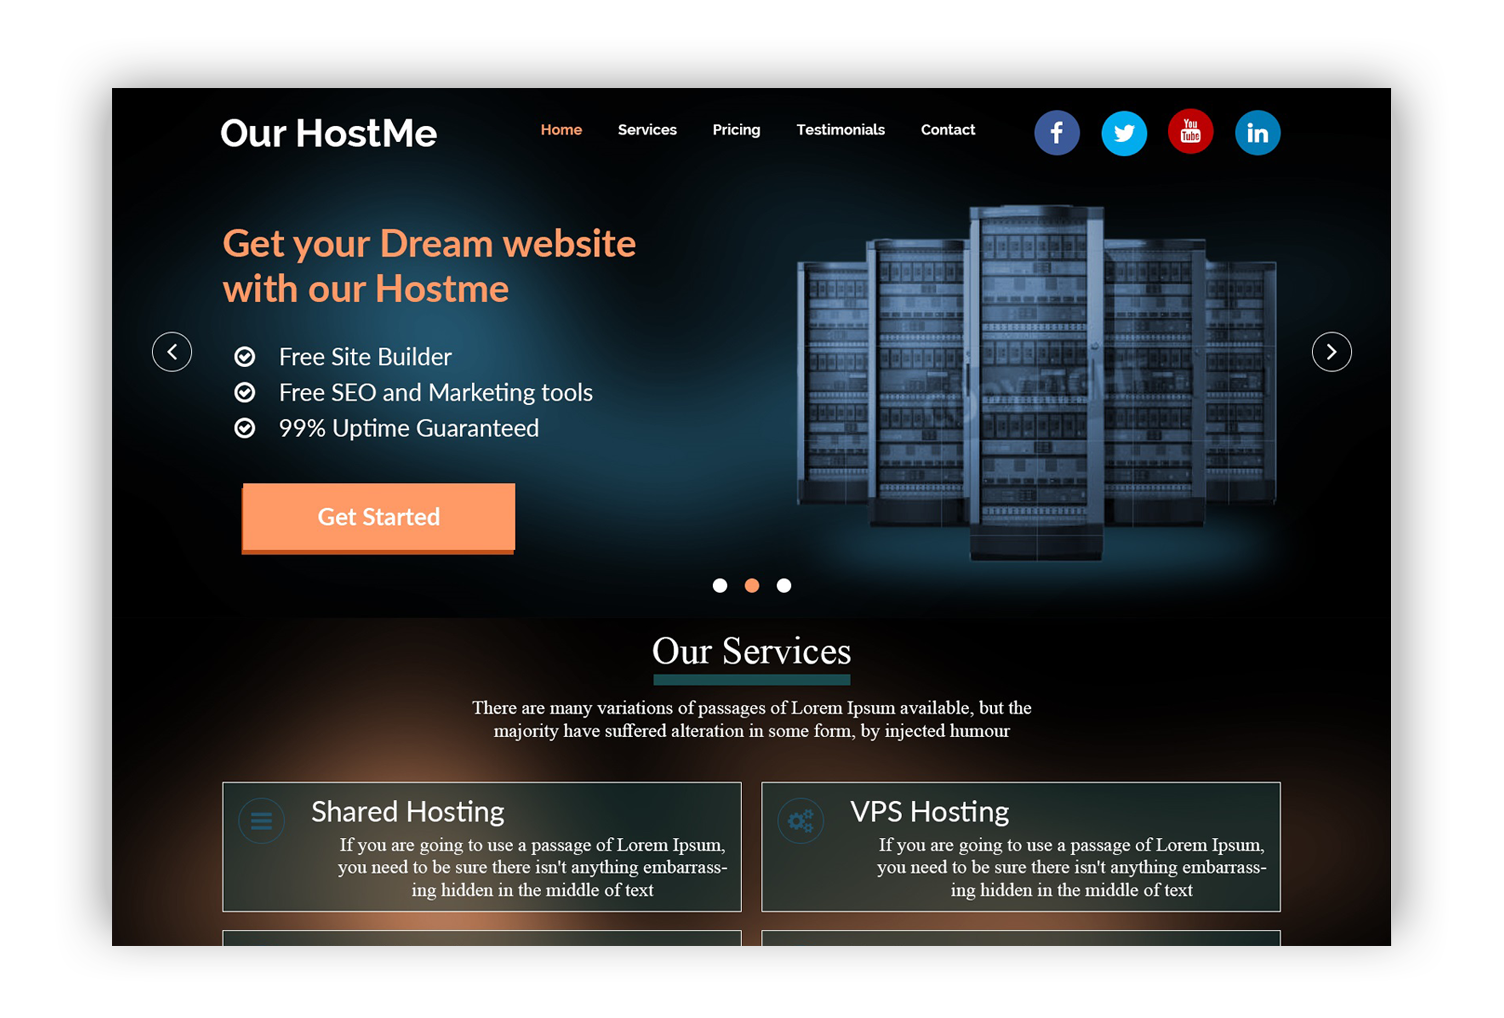 Our HostMe
Home Services Pricing Testimonials Contact
You
Tube
in
Get your Dream website
with our Hostme
Free Site Builder
Free SEO and Marketing tools
99% Uptime Guaranteed
Get Started
Our Services
There are many variations of passages of Lorem Ipsum available, but the
majority have suffered alteration in some form, by injected humour
Shared Hosting
If you are going to use a passage of Lorem Ipsum,
you need to be sure there isn't anything embarrass-
ing hidden in the middle of text
VPS Hosting
If you are going to use a passage of Lorem Ipsum,
you need to be sure there isn't anything embarrass-
ing hidden in the middle of text